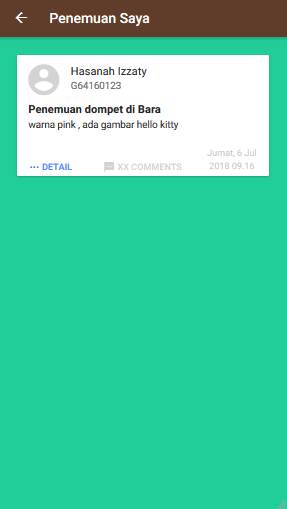 Penemuan Saya
Hasanah Izzaty
G64160123
Penemuan dompet di Bara
warna pink , ada gambar hello kitty
Jumat, 6 Jul
2018 09.16
DETAIL
XX COMMENTS